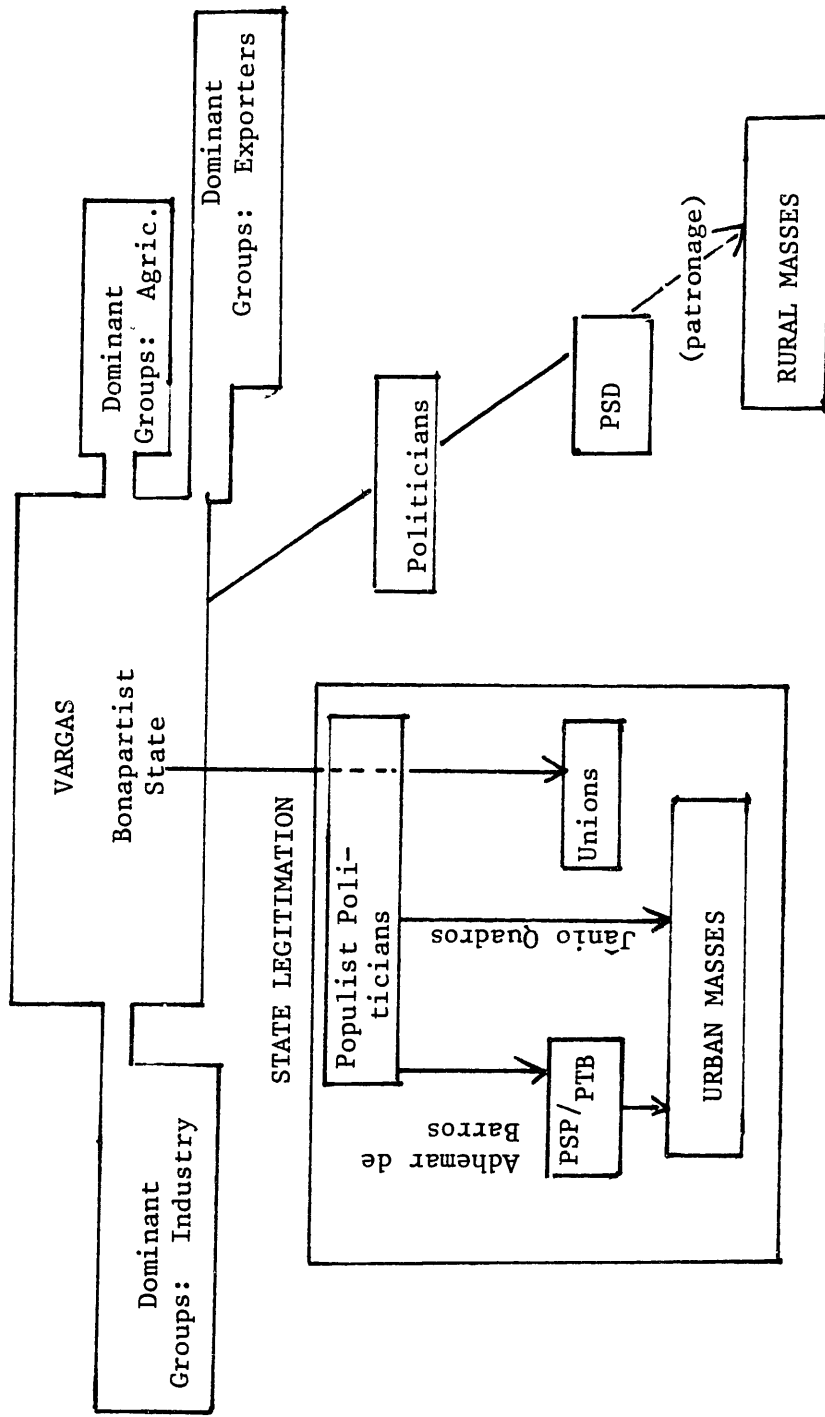 VARGAS
Bonapartist
State
Dominant
Groups: Industry
Dominant
Groups: Agric.
Dominant
Groups: Exporters
STATE LEGITIMATION
Populist Poli-
ticians
Politicians
Adhemar de
Barros
Jânio Quadros
PSP/PTB
Unions
URBAN MASSES
PSD
(patronage)
RURAL MASSES